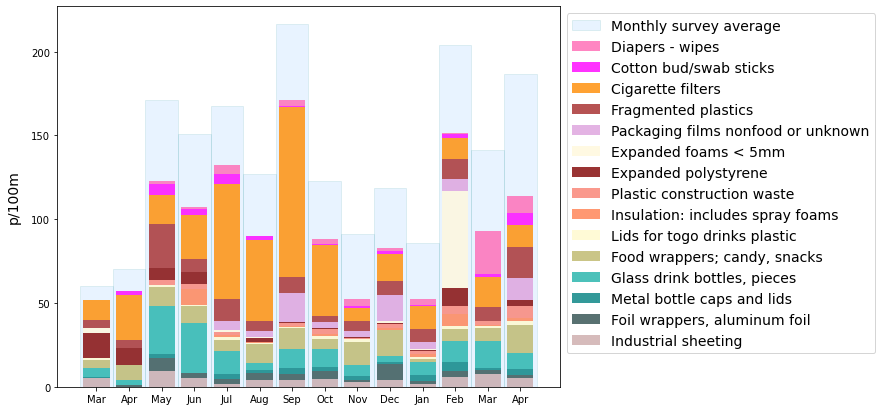 p/100m
200
150
100
50
0
Mar Apr May Jun Jul Aug Sep Oct Nov Dec Jan Feb Mar Apr
Monthly survey average
Diapers - wipes
Cotton bud/swab sticks
Cigarette filters
Fragmented plastics
Packaging films nonfood or unknown
Expanded foams < 5mm
Expanded polystyrene
Plastic construction waste
Insulation: includes spray foams
Lids for togo drinks plastic
Food wrappers; candy, snacks
Glass drink bottles, pieces
Metal bottle caps and lids
Foil wrappers, aluminum foil
Industrial sheeting